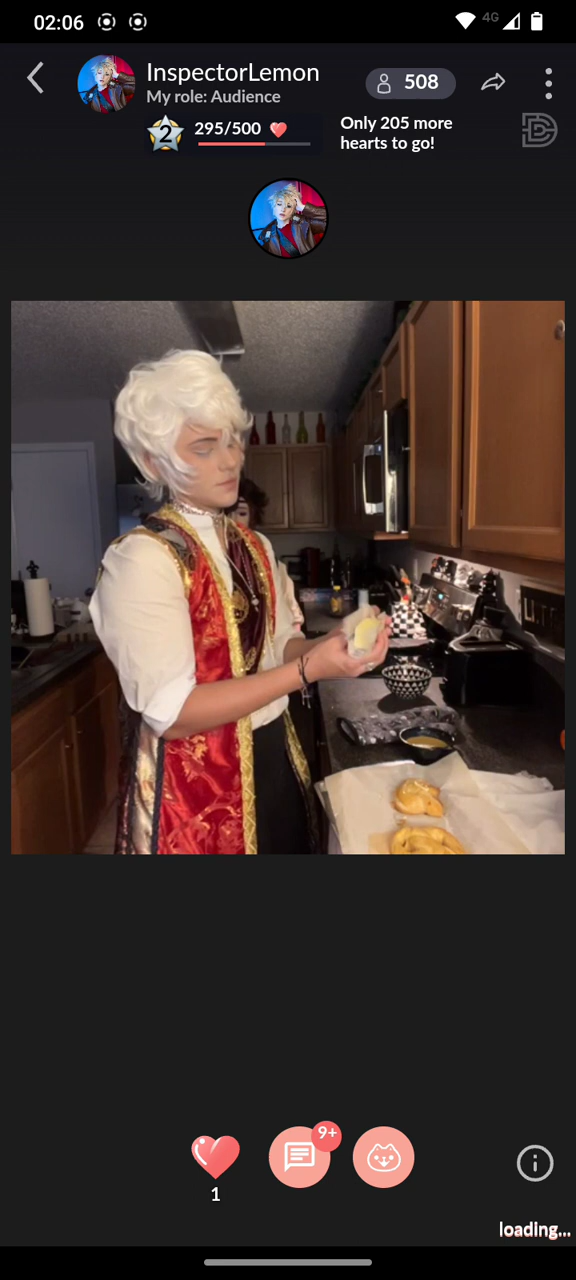 02:06
4G
InspectorLemon
508
My role: Audience
2
295/500
Only 205 more
hearts to go!
9+
1
loading...